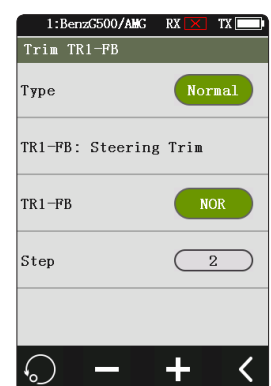 1:BenzG500/AMG RX TX
Trim TR1-FB
Type Normal
TR1-FB: Steering Trim
TR1-FB NOR
Step 2